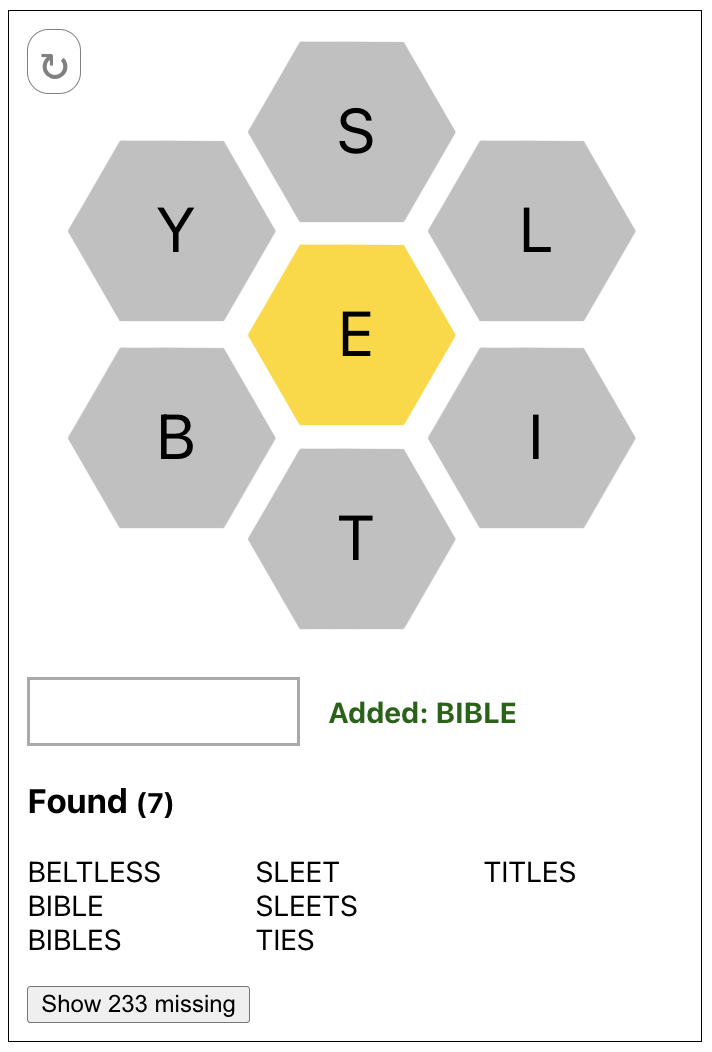 ↻
S
Y
L
E
B
I
T
Added: BIBLE
Found (7)
BELTLESS SLEET TITLES
BIBLE SLEETS
BIBLES TIES
Show 233 missing